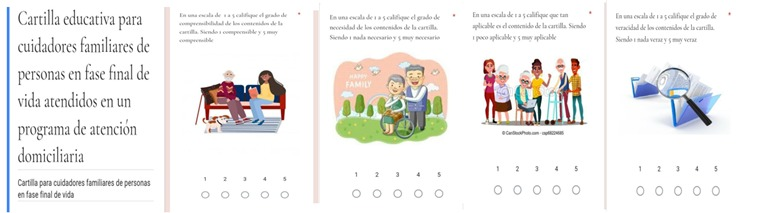 Cartilla educativa para
cuidadores familiares de
personas en fase final de
vida atendidos en un
programa de atención
domiciliaria
Cartilla para cuidadores familiares de personas
en fase final de vida
En una escala de 1 a 5 califique el grado de *
comprensibilidad de los contenidos de la
cartilla. Siendo 1 comprensible y 5 muy
comprensible
1 2 3 4 5
En una escala de 1 a 5 califique el grado de *
necesidad de los contenidos de la cartilla.
Siendo 1 nada necesario y 5 muy necesario
HAPPY
FAMILY
1 2 3 4 5
En una escala de 1 a 5 califique que tan *
aplicable es el contenido de la cartilla. Siendo
1 poco aplicable y 5 muy aplicable
© CanStockPhoto.com
1 2 3 4 5
En una escala de 1 a 5 califique el grado de *
veracidad de los contenidos de la cartilla.
Siendo 1 nada veraz y 5 muy veraz
1 2 3 4 5